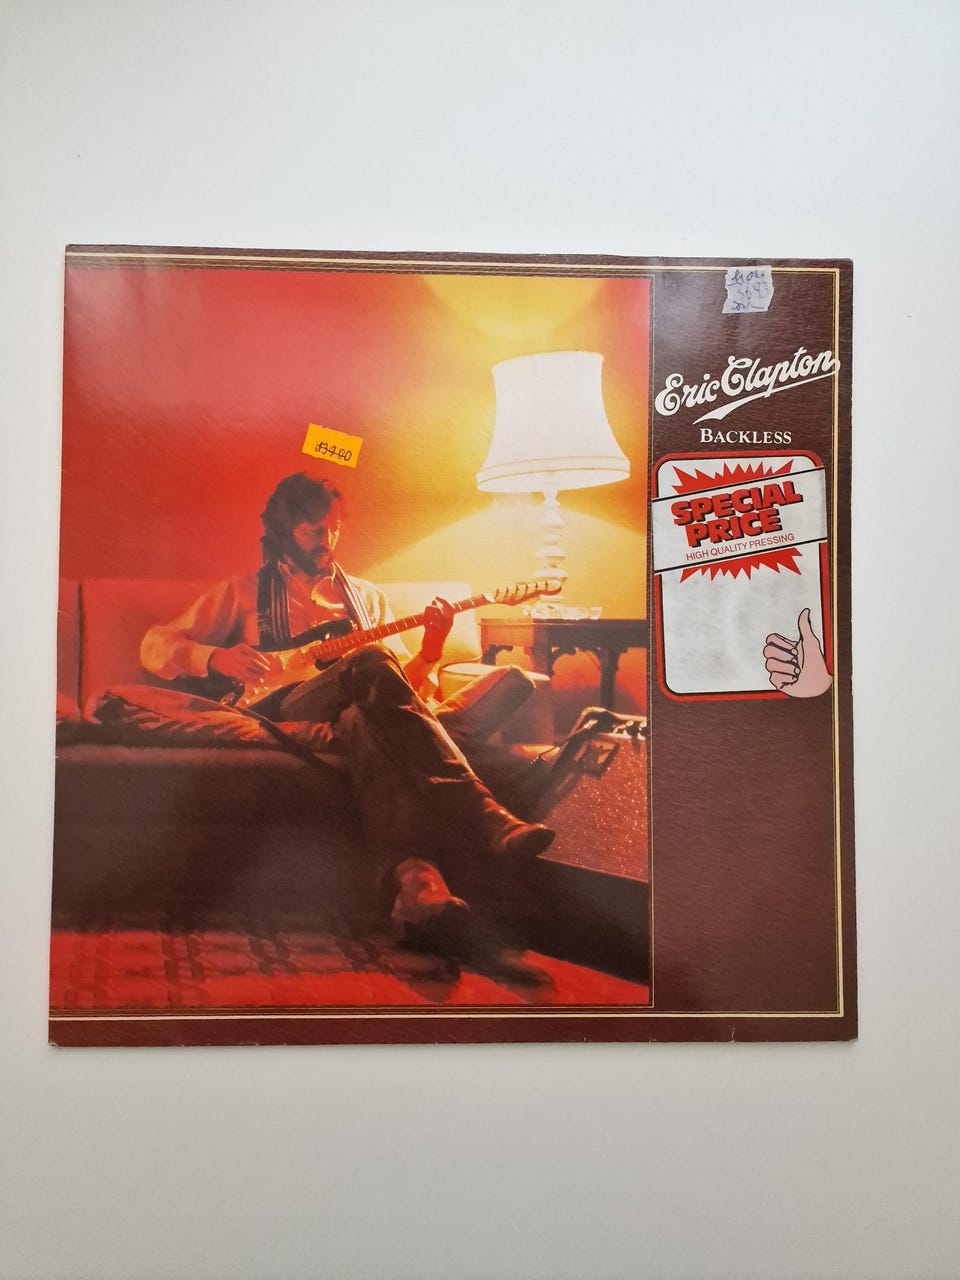 Eric Clapton
BACKLESS
SPECIAL
PRICE
HIGH QUALITY PRESSING